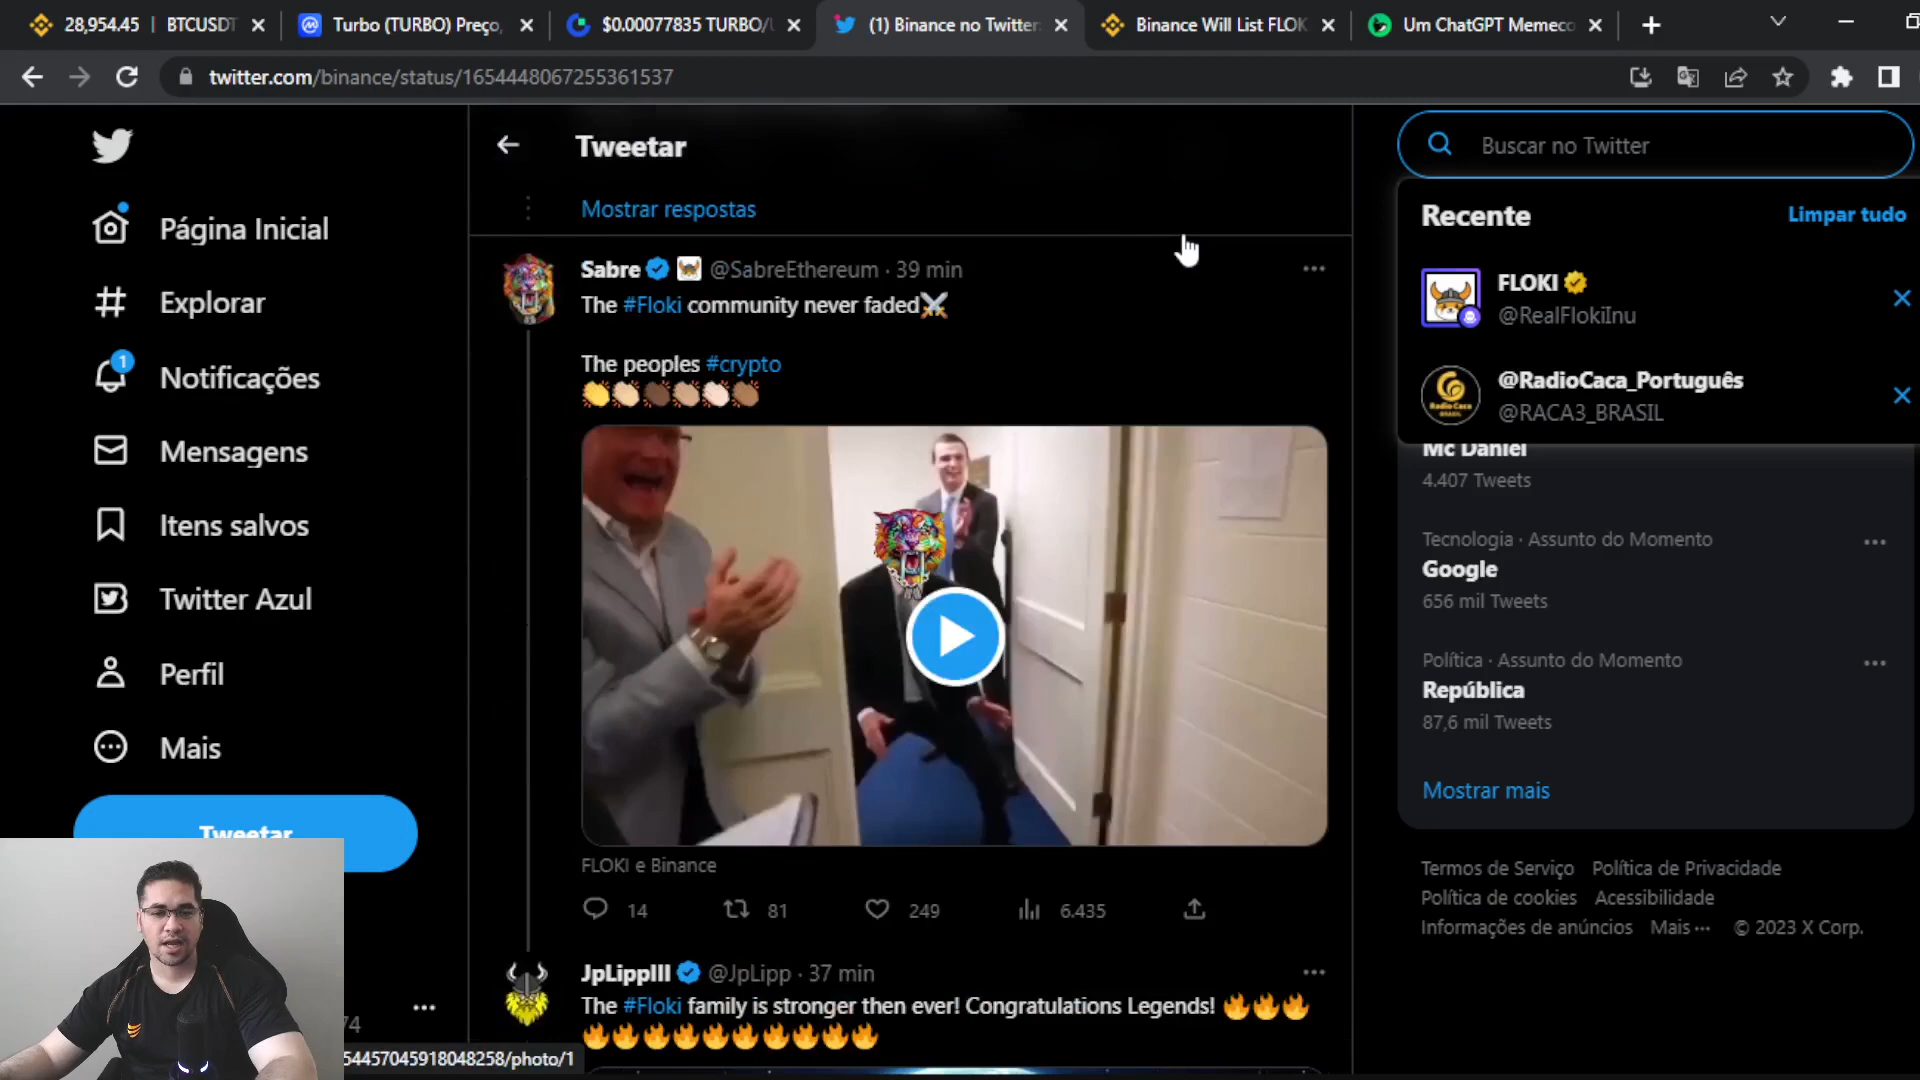 28,954.45 | BTCUSDT
Turbo (TURBO) Preço,
$0.00077835 TURBO/U
(1) Binance no Twitter:
Binance Will List FLOK
Um ChatGPT Memeco
twitter.com/binance/status/1654448067255361537
Página Inicial
Explorar
1
Notificações
Mensagens
Itens salvos
Twitter Azul
Perfil
Mais
Tweetar
74
54457045918048258/photo/1
Tweetar
Mostrar respostas
Sabre @SabreEthereum · 39 min
The #Floki community never faded⚔
The peoples #crypto
FLOKI e Binance
14 81 249 6.435
JpLippIII @JpLipp · 37 min
The #Floki family is stronger then ever! Congratulations Legends! 🔥🔥🔥
🔥🔥🔥🔥🔥🔥🔥🔥🔥🔥
Buscar no Twitter
Recente Limpar tudo
FLOKI
@RealFlokiInu
Radio Caca
BRASIL
@RadioCaca_Português
@RACA3_BRASIL
Mc Daniel
4.407 Tweets
Tecnologia · Assunto do Momento
Google
656 mil Tweets
Política · Assunto do Momento
República
87,6 mil Tweets
Mostrar mais
Termos de Serviço Política de Privacidade
Política de cookies Acessibilidade
Informações de anúncios Mais ··· © 2023 X Corp.